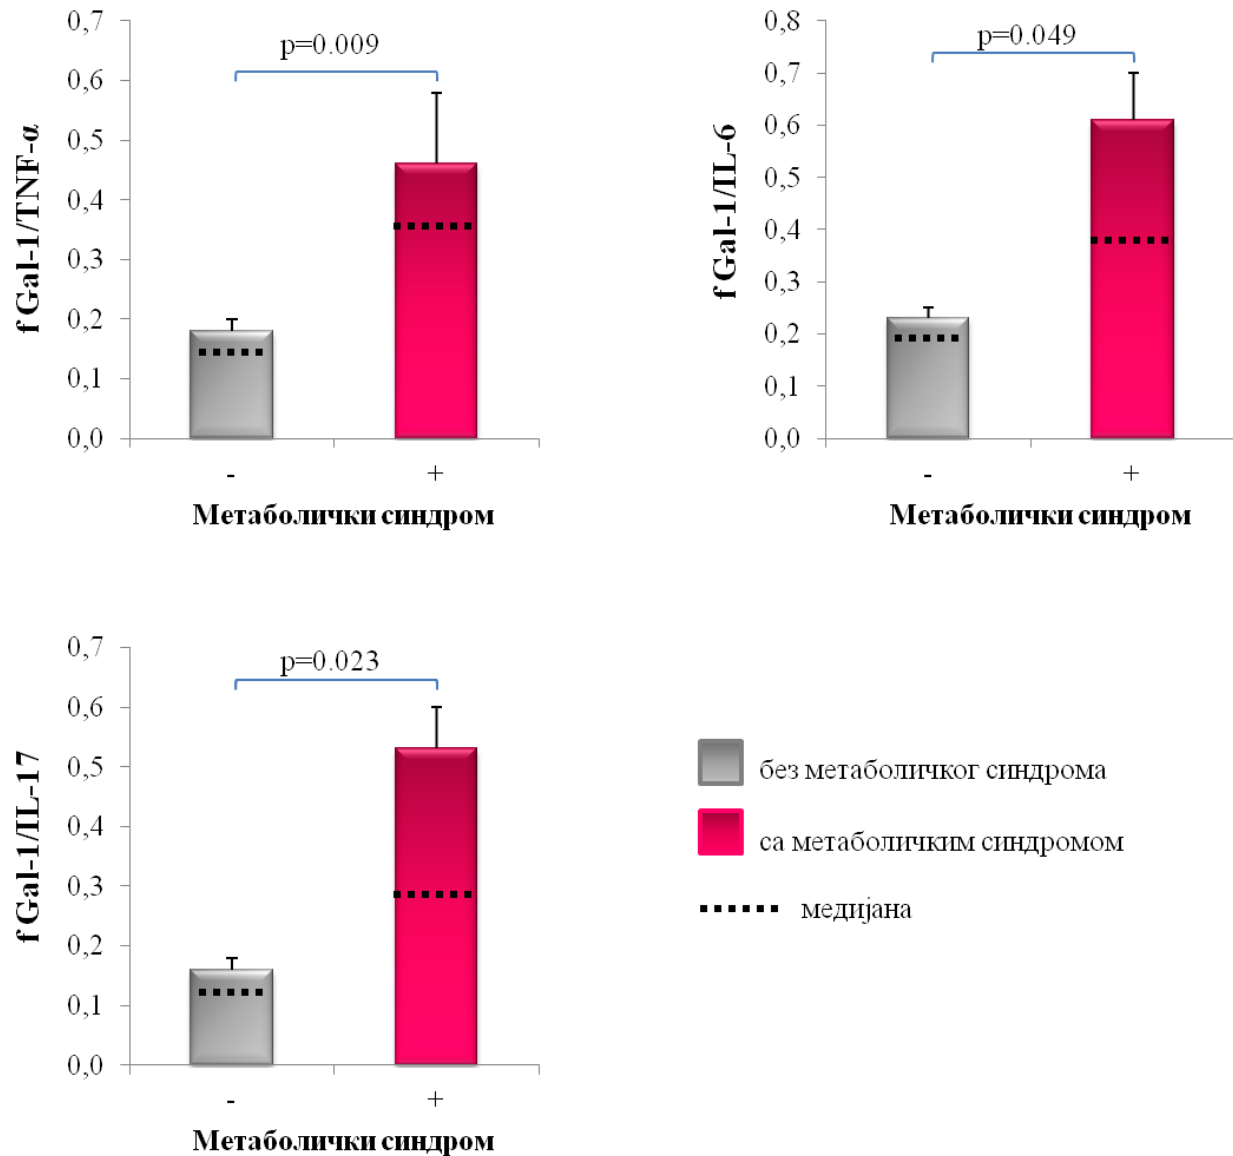 0,7
0,6
0,5
0,4
0,3
0,2
0,1
0,0
f Gal-1/TNF-α
p=0.009
- +
Метаболички синдром
0,8
0,7
0,6
0,5
0,4
0,3
0,2
0,1
0,0
f Gal-1/IL-6
p=0.049
- +
Метаболички синдром
0,7
0,6
0,5
0,4
0,3
0,2
0,1
0,0
f Gal-1/IL-17
p=0.023
- +
Метаболички синдром
без метаболичког синдрома
са метаболичким синдромом
медијана